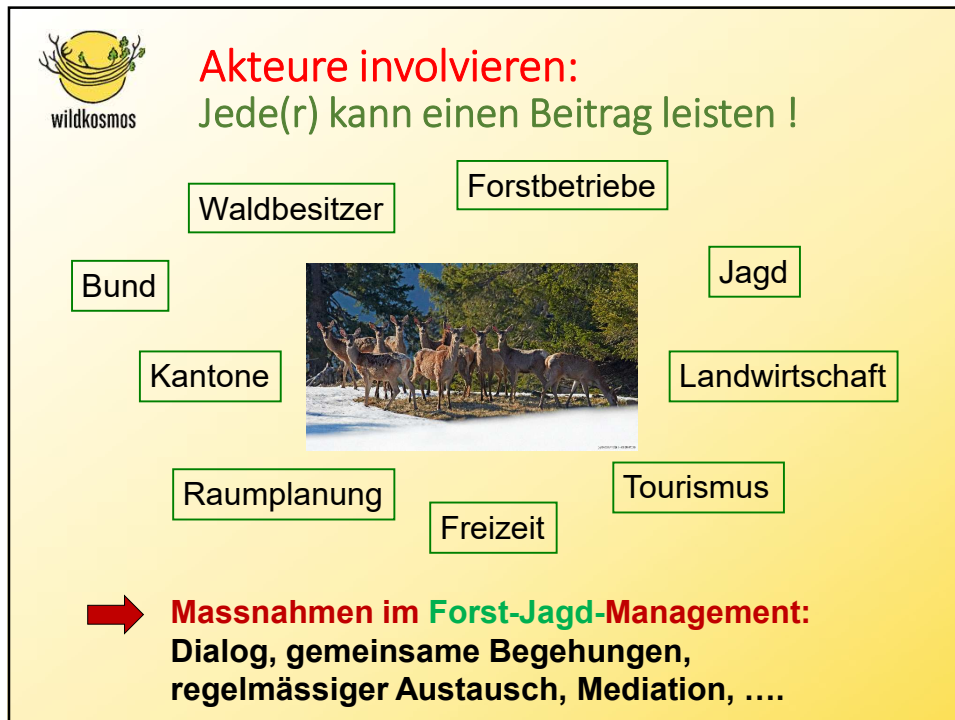 wildkosmos
Akteure involvieren:
Jede(r) kann einen Beitrag leisten !
Forstbetriebe
Waldbesitzer
Bund
Jagd
Kantone
Landwirtschaft
Raumplanung
Tourismus
Freizeit
Massnahmen im Forst-Jagd-Management:
Dialog, gemeinsame Begehungen,
regelmässiger Austausch, Mediation, ….